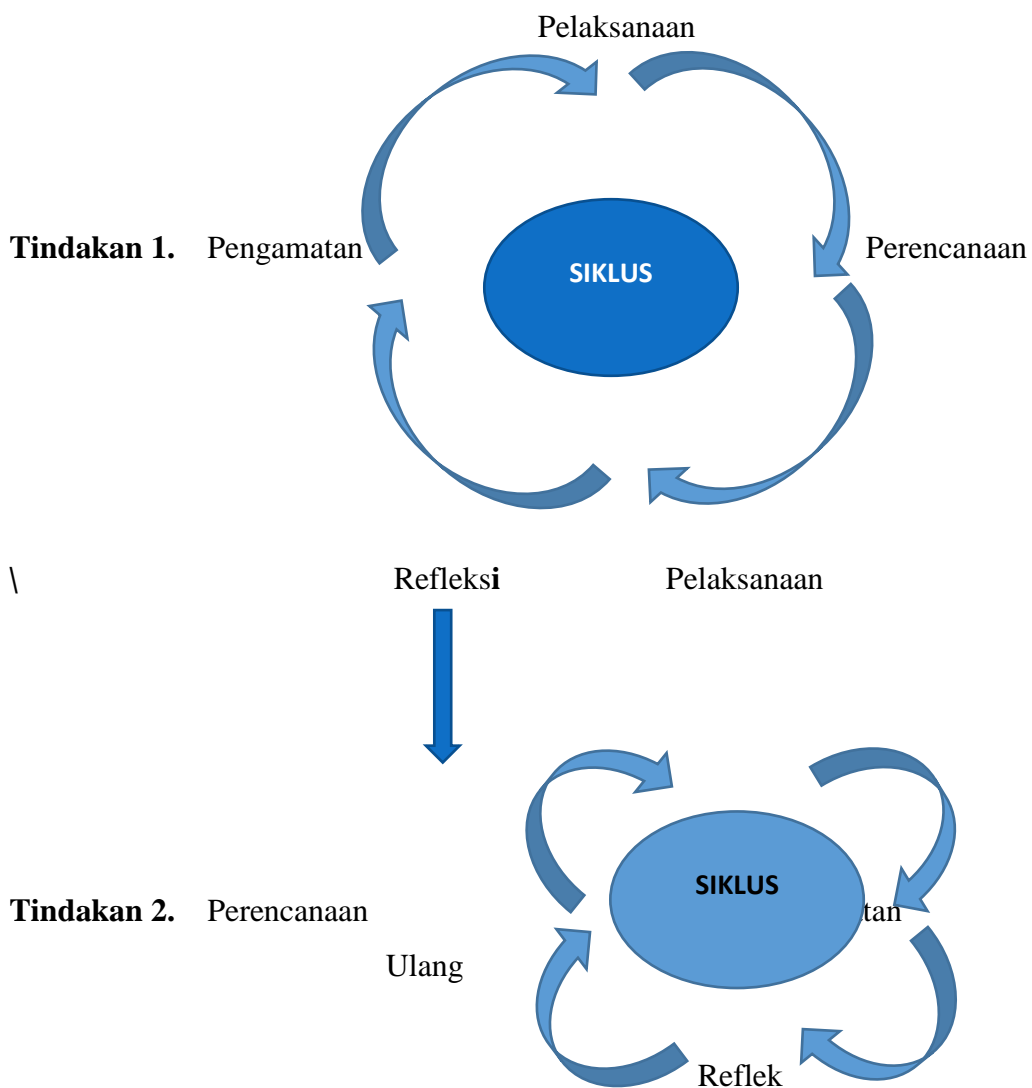 Pelaksanaan
Tindakan 1. Pengamatan SIKLUS Perencanaan
\ Refleksi Pelaksanaan
Tindakan 2. Perencanaan SIKLUS tan
Ulang
Reflek